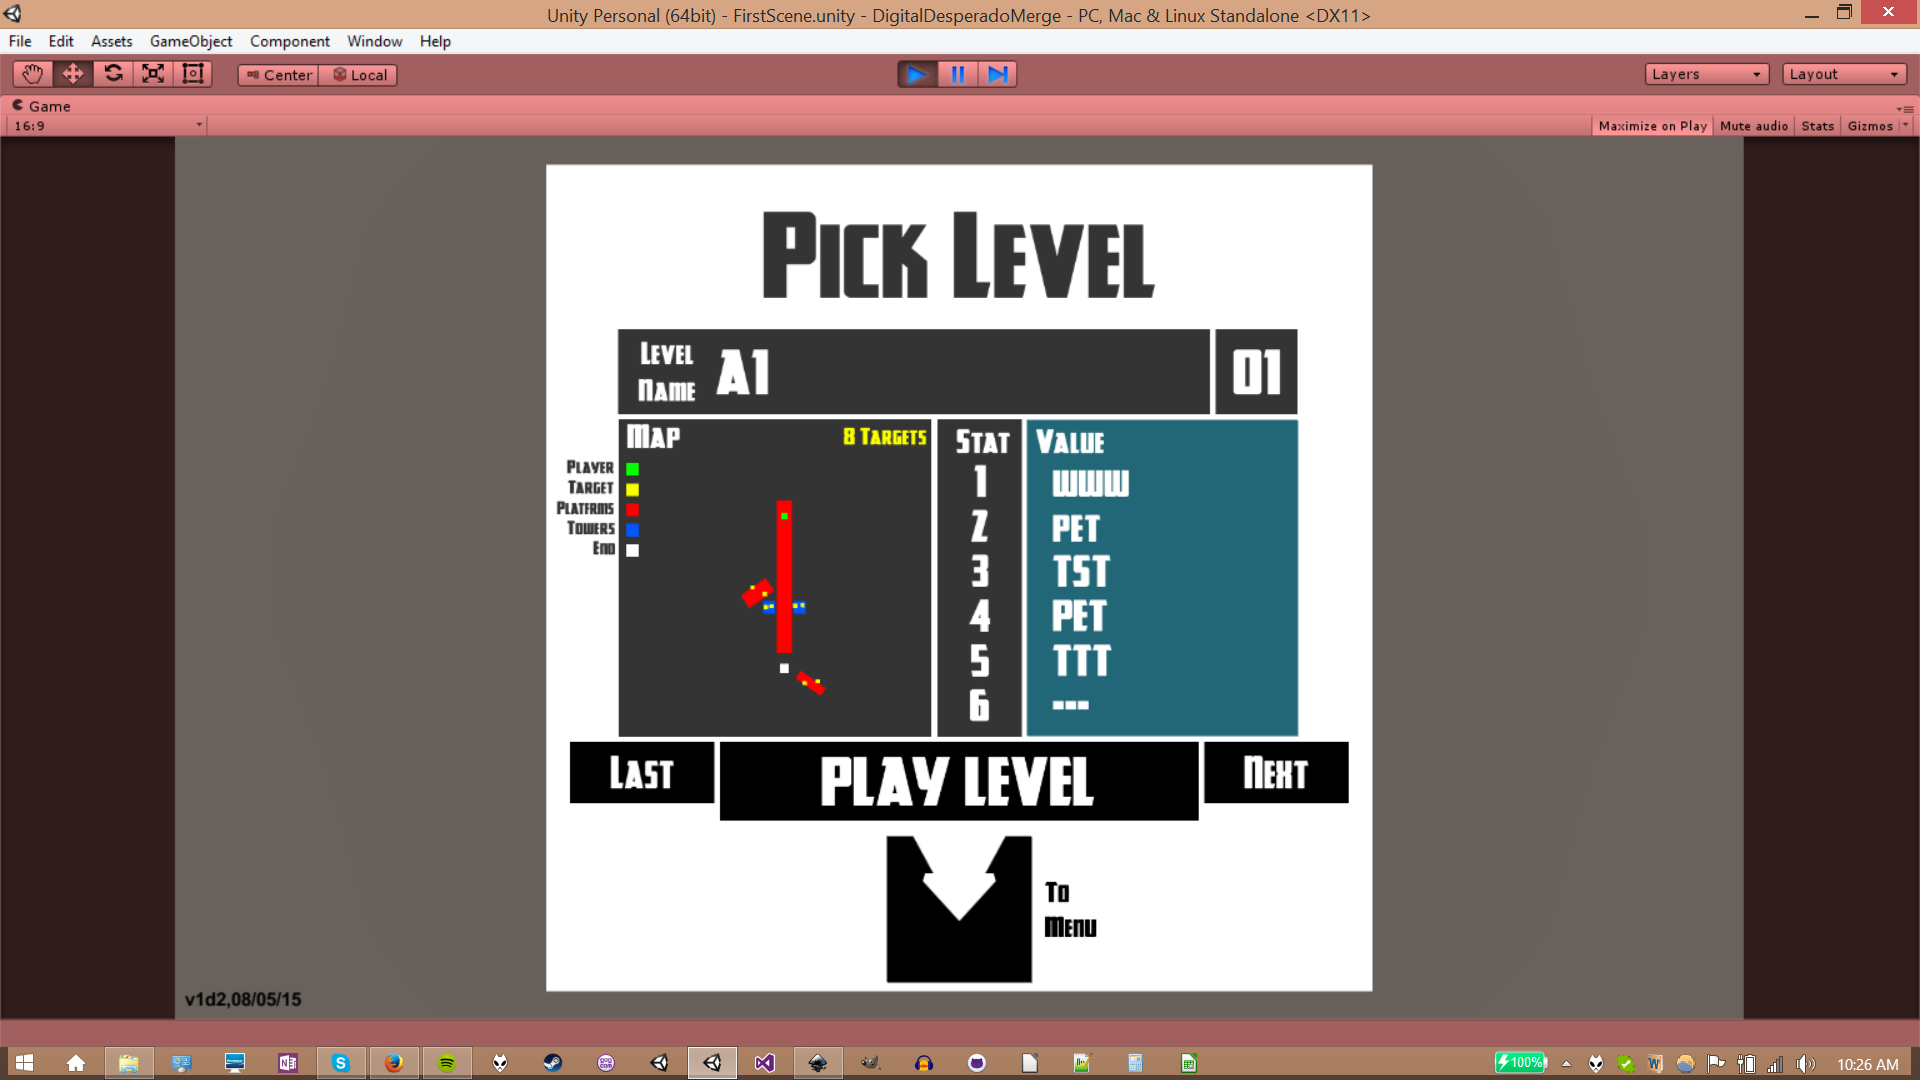 Unity Personal (64bit) - FirstScene.unity - DigitalDesperadoMerge - PC, Mac & Linux Standalone <DX11>
File Edit Assets GameObject Component Window Help
Center Local Layers Layout
Game
16:9 Maximize on Play Mute audio Stats Gizmos
Pick Level
Level Name A1 01
Map 8 Targets
Player
Target
Platfrms
Towers
End
Stat Value
1 WWW
2 PET
3 TST
4 PET
5 TTT
6 ---
Last PLAY LEVEL Next
To
Menu
v1d2,08/05/15
100% 10:26 AM